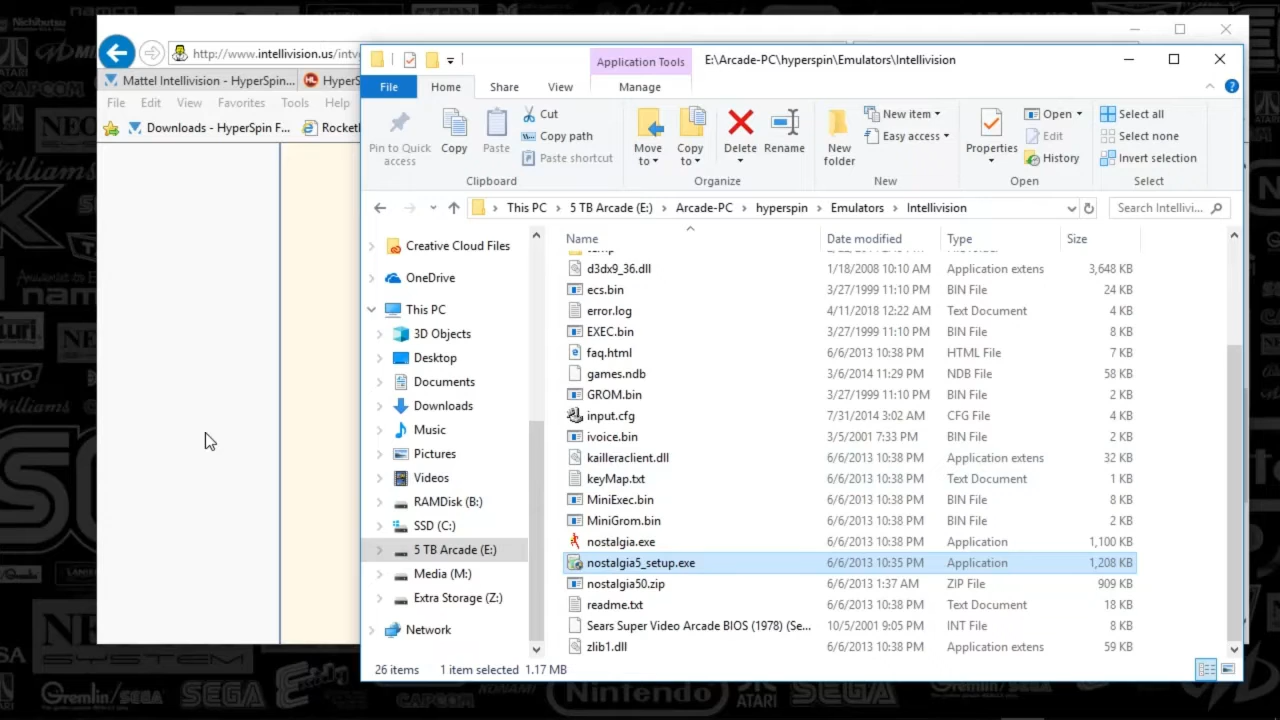 http://www.intellivision.us/intv
Mattel Intellivision - HyperSpin...
HyperS
File Edit View Favorites Tools Help
Downloads - HyperSpin F...
Rocketl
Application Tools
E:\Arcade-PC\hyperspin\Emulators\Intellivision
File Home Share View Manage
Pin to Quick access
Copy
Paste
Cut
Copy path
Paste shortcut
Clipboard
Move to
Copy to
Delete
Rename
Organize
New folder
New item
Easy access
New
Properties
Open
Edit
History
Open
Select all
Select none
Invert selection
Select
This PC > 5 TB Arcade (E:) > Arcade-PC > hyperspin > Emulators > Intellivision
Search Intellivi...
Creative Cloud Files
OneDrive
This PC
3D Objects
Desktop
Documents
Downloads
Music
Pictures
Videos
RAMDisk (B:)
SSD (C:)
5 TB Arcade (E:)
Media (M:)
Extra Storage (Z:)
Network
Name Date modified Type Size
d3dx9_36.dll 1/18/2008 10:10 AM Application extens 3,648 KB
ecs.bin 3/27/1999 11:10 PM BIN File 24 KB
error.log 4/11/2018 12:22 AM Text Document 4 KB
EXEC.bin 3/27/1999 11:10 PM BIN File 8 KB
faq.html 6/6/2013 10:38 PM HTML File 7 KB
games.ndb 3/6/2014 11:29 PM NDB File 58 KB
GROM.bin 3/27/1999 11:10 PM BIN File 2 KB
input.cfg 7/31/2014 3:02 AM CFG File 4 KB
ivoice.bin 3/5/2001 7:33 PM BIN File 2 KB
kailleraclient.dll 6/6/2013 10:38 PM Application extens 32 KB
keyMap.txt 6/6/2013 10:38 PM Text Document 1 KB
MiniExec.bin 6/6/2013 10:38 PM BIN File 8 KB
MiniGrom.bin 6/6/2013 10:38 PM BIN File 2 KB
nostalgia.exe 6/6/2013 10:38 PM Application 1,100 KB
nostalgia5_setup.exe 6/6/2013 10:35 PM Application 1,208 KB
nostalgia50.zip 6/6/2013 1:37 AM ZIP File 909 KB
readme.txt 6/6/2013 10:38 PM Text Document 18 KB
Sears Super Video Arcade BIOS (1978) (Se... 10/5/2001 9:05 PM INT File 8 KB
zlib1.dll 6/6/2013 10:38 PM Application extens 59 KB
26 items 1 item selected 1.17 MB
Nichibutsu
ATARI
Williams
TAITO
Williams
SYSTEM
Gremlin/SEGA
SEGA
Exidy
CAPCOM
KONAMI
Nintendo
ATARI
SEGA
CAPCOM